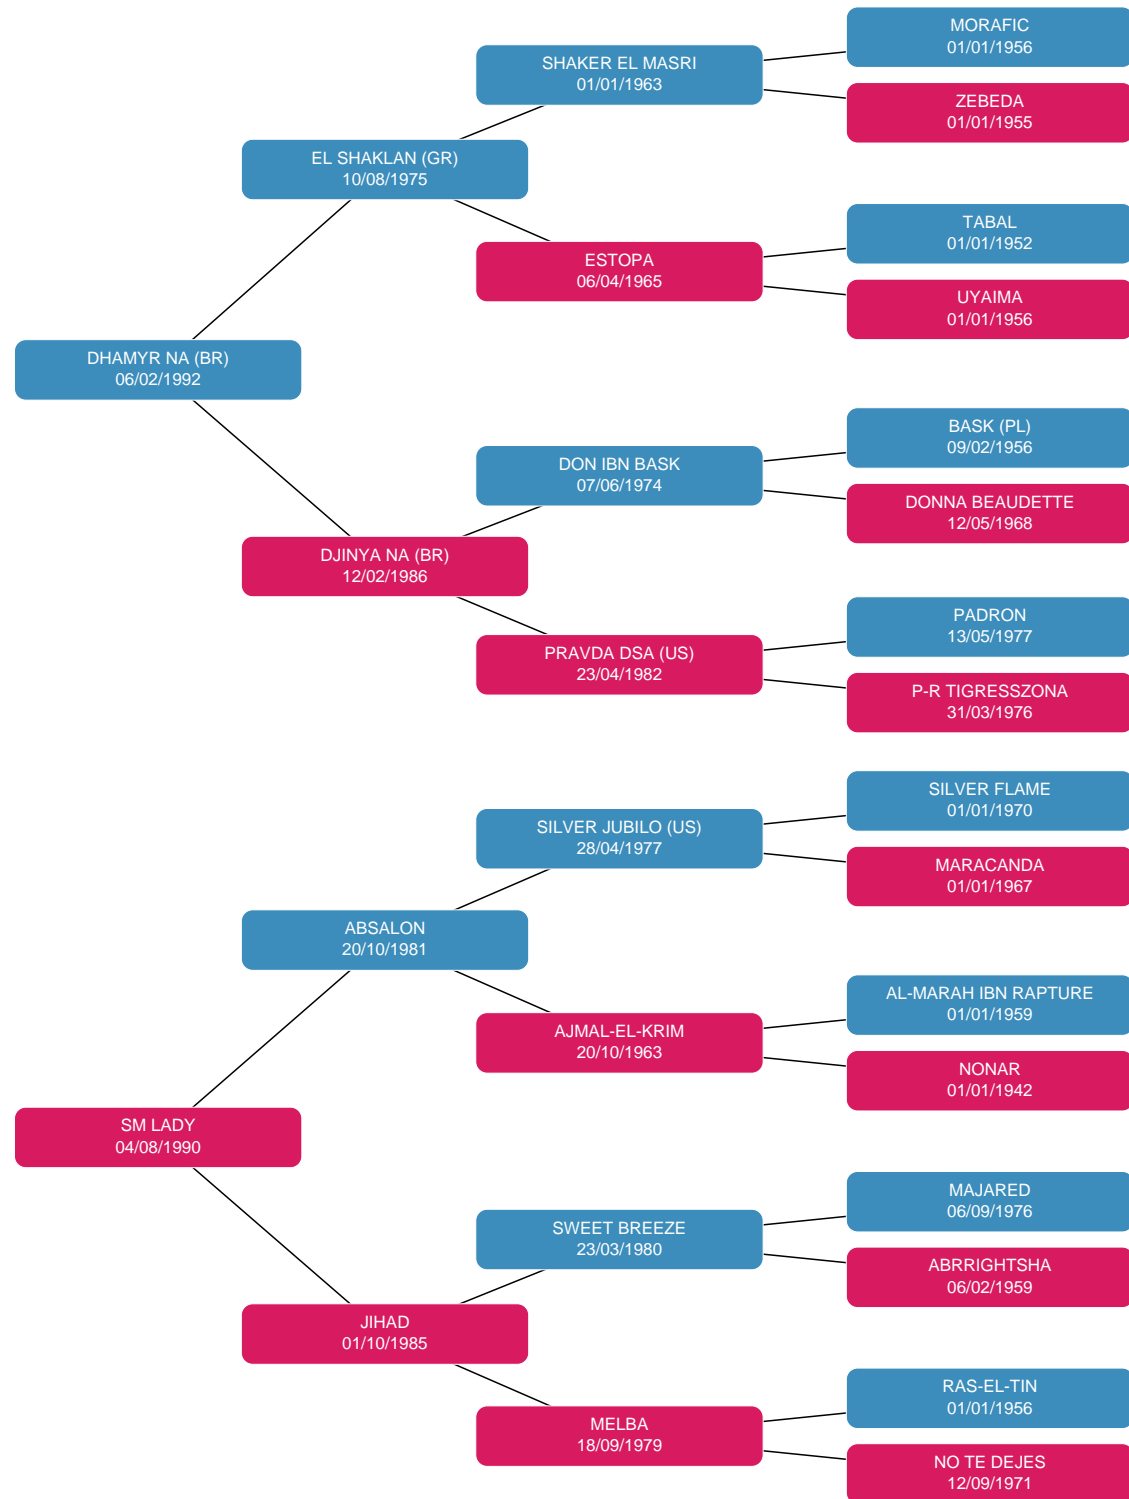 MORAFIC
01/01/1956
SHAKER EL MASRI
01/01/1963
ZEBEDA
01/01/1955
EL SHAKLAN (GR)
10/08/1975
TABAL
01/01/1952
ESTOPA
06/04/1965
UYAIMA
01/01/1956
DHAMYR NA (BR)
06/02/1992
BASK (PL)
09/02/1956
DON IBN BASK
07/06/1974
DONNA BEAUDETTE
12/05/1968
DJINYA NA (BR)
12/02/1986
PADRON
13/05/1977
PRAVDA DSA (US)
23/04/1982
P-R TIGRESSZONA
31/03/1976
SILVER FLAME
01/01/1970
SILVER JUBILO (US)
28/04/1977
MARACANDA
01/01/1967
ABSALON
20/10/1981
AL-MARAH IBN RAPTURE
01/01/1959
AJMAL-EL-KRIM
20/10/1963
NONAR
01/01/1942
SM LADY
04/08/1990
MAJARED
06/09/1976
SWEET BREEZE
23/03/1980
ABRRIGHTSHA
06/02/1959
JIHAD
01/10/1985
RAS-EL-TIN
01/01/1956
MELBA
18/09/1979
NO TE DEJES
12/09/1971